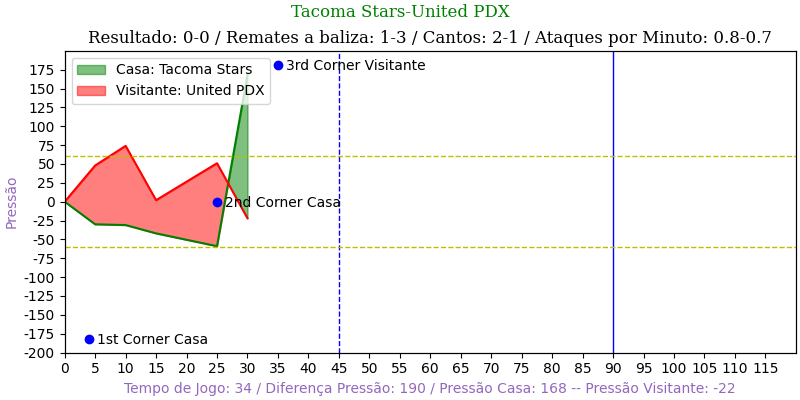 Tacoma Stars-United PDX
Resultado: 0-0 / Remates a baliza: 1-3 / Cantos: 2-1 / Ataques por Minuto: 0.8-0.7
Casa: Tacoma Stars
Visitante: United PDX
3rd Corner Visitante
2nd Corner Casa
1st Corner Casa
Pressão
175
150
125
100
75
50
25
0
-25
-50
-75
-100
-125
-150
-175
-200
0 5 10 15 20 25 30 35 40 45 50 55 60 65 70 75 80 85 90 95 100 105 110 115
Tempo de Jogo: 34 / Diferença Pressão: 190 / Pressão Casa: 168 -- Pressão Visitante: -22